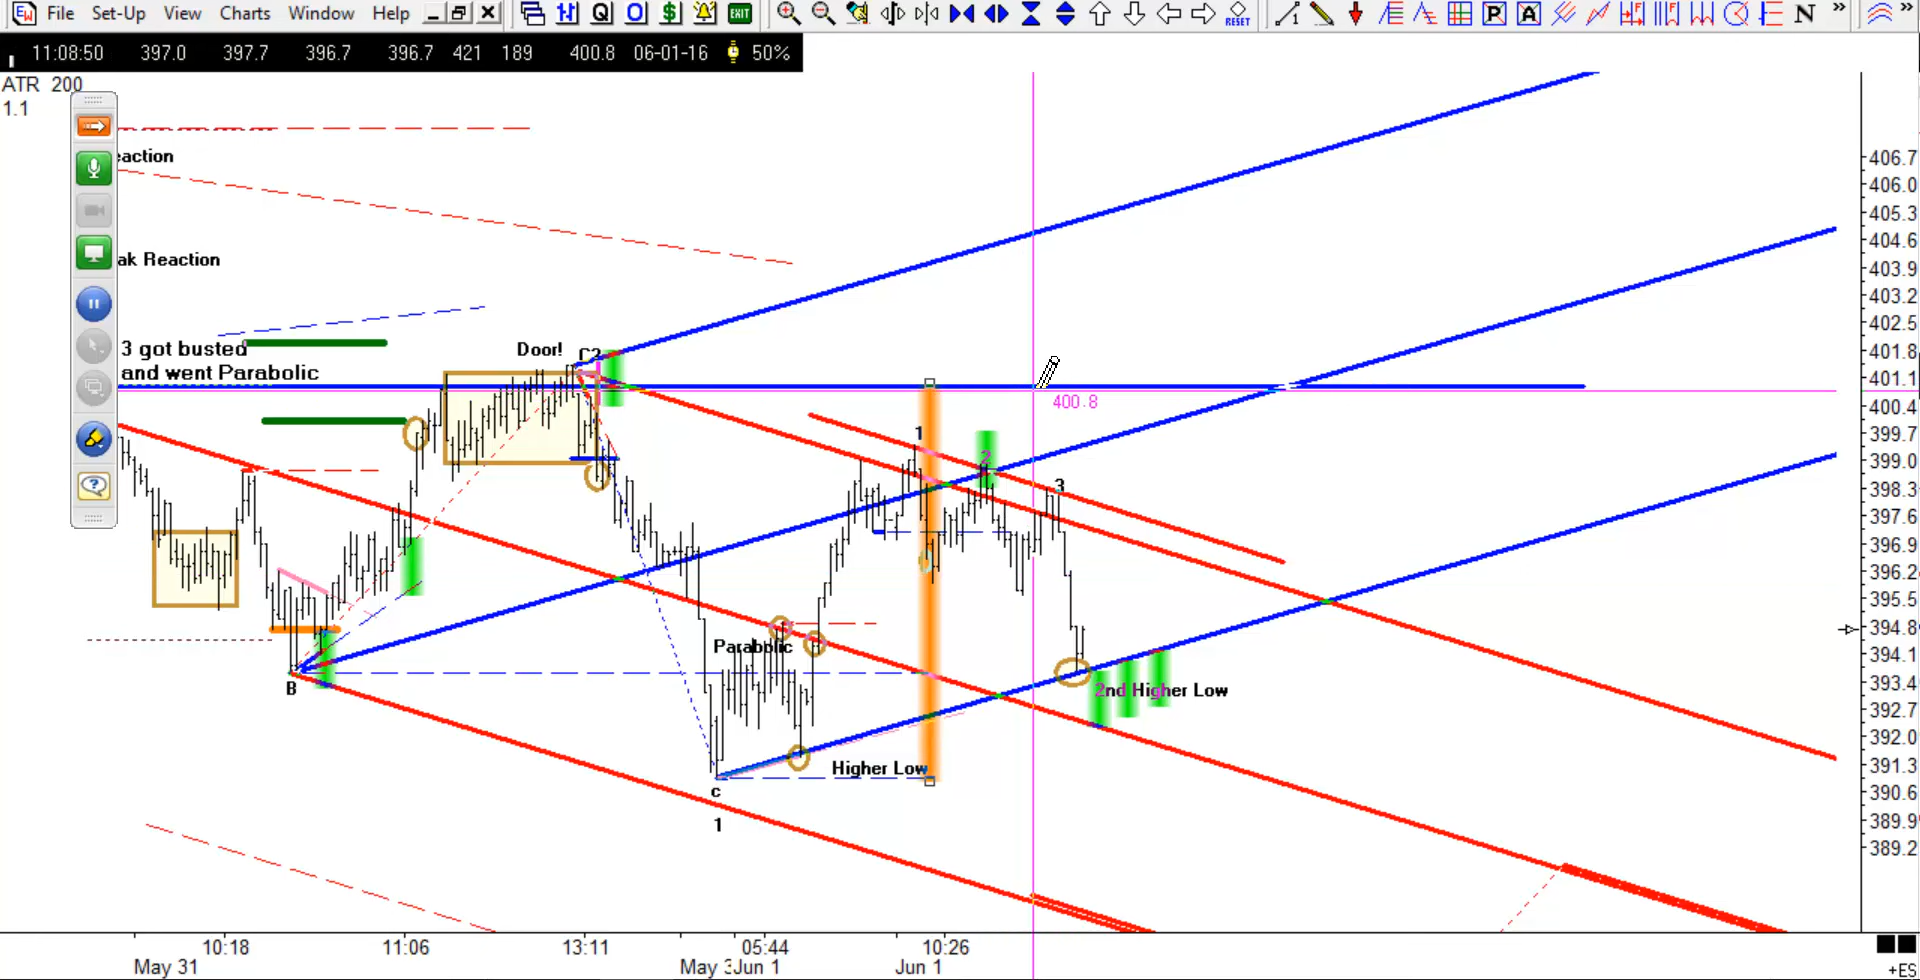 File Set-Up View Charts Window Help
11:08:50 397.0 397.7 396.7 396.7 421 189 400.8 06-01-16 50%
ATR 200
1.1
eaction
ak Reaction
3 got busted
and went Parabolic
Door!
C2
400.8
1
2
3
Parabolic
B
2nd Higher Low
Higher Low
c
1
406.7
406.0
405.3
404.6
403.9
403.2
402.5
401.8
401.1
400.4
399.7
399.0
398.3
397.6
396.9
396.2
395.5
394.8
394.1
393.4
392.7
392.0
391.3
390.6
389.9
389.2
10:18 11:06 13:11 05:44 10:26
May 31 May 3 Jun 1 Jun 1
+ES